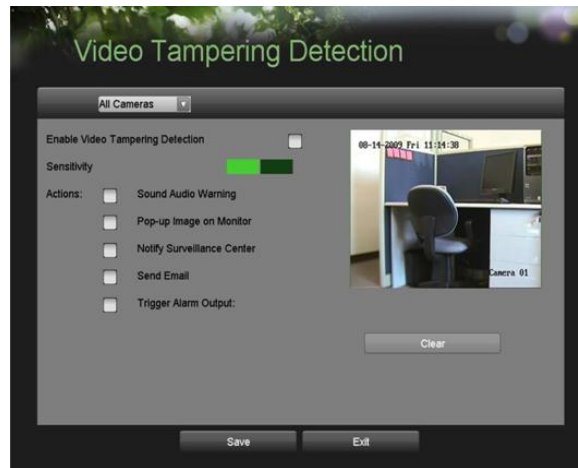 Video Tampering Detection
All Cameras
Enable Video Tampering Detection
08-14-2009 Fri 11:14:38
Sensitivity
Actions:
Sound Audio Warning
Pop-up Image on Monitor
Notify Surveillance Center
Send Email
Trigger Alarm Output:
Camera 01
Clear
Save
Exit